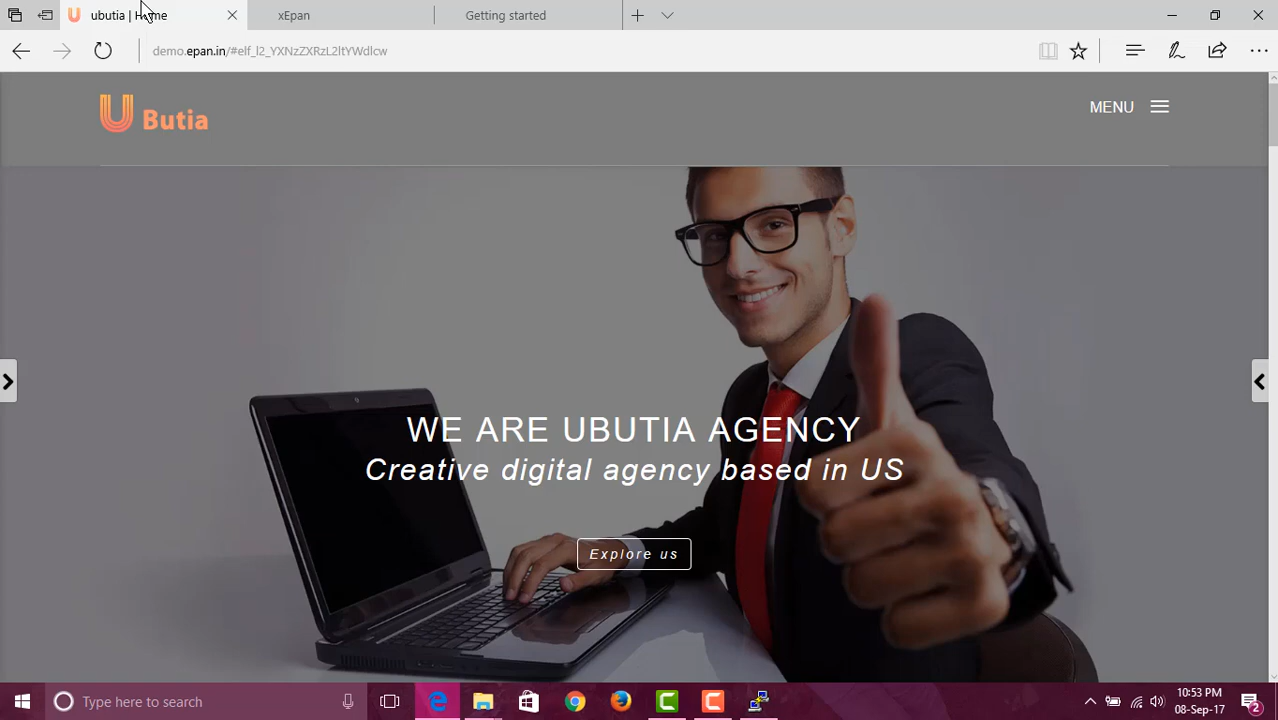 ubutia | Home
xEpan
Getting started
demo.epan.in/#elf_l2_YXNzZXRzL2ltYWdlcw
U Butia
MENU
WE ARE UBUTIA AGENCY
Creative digital agency based in US
Explore us
Type here to search
10:53 PM
08-Sep-17
2